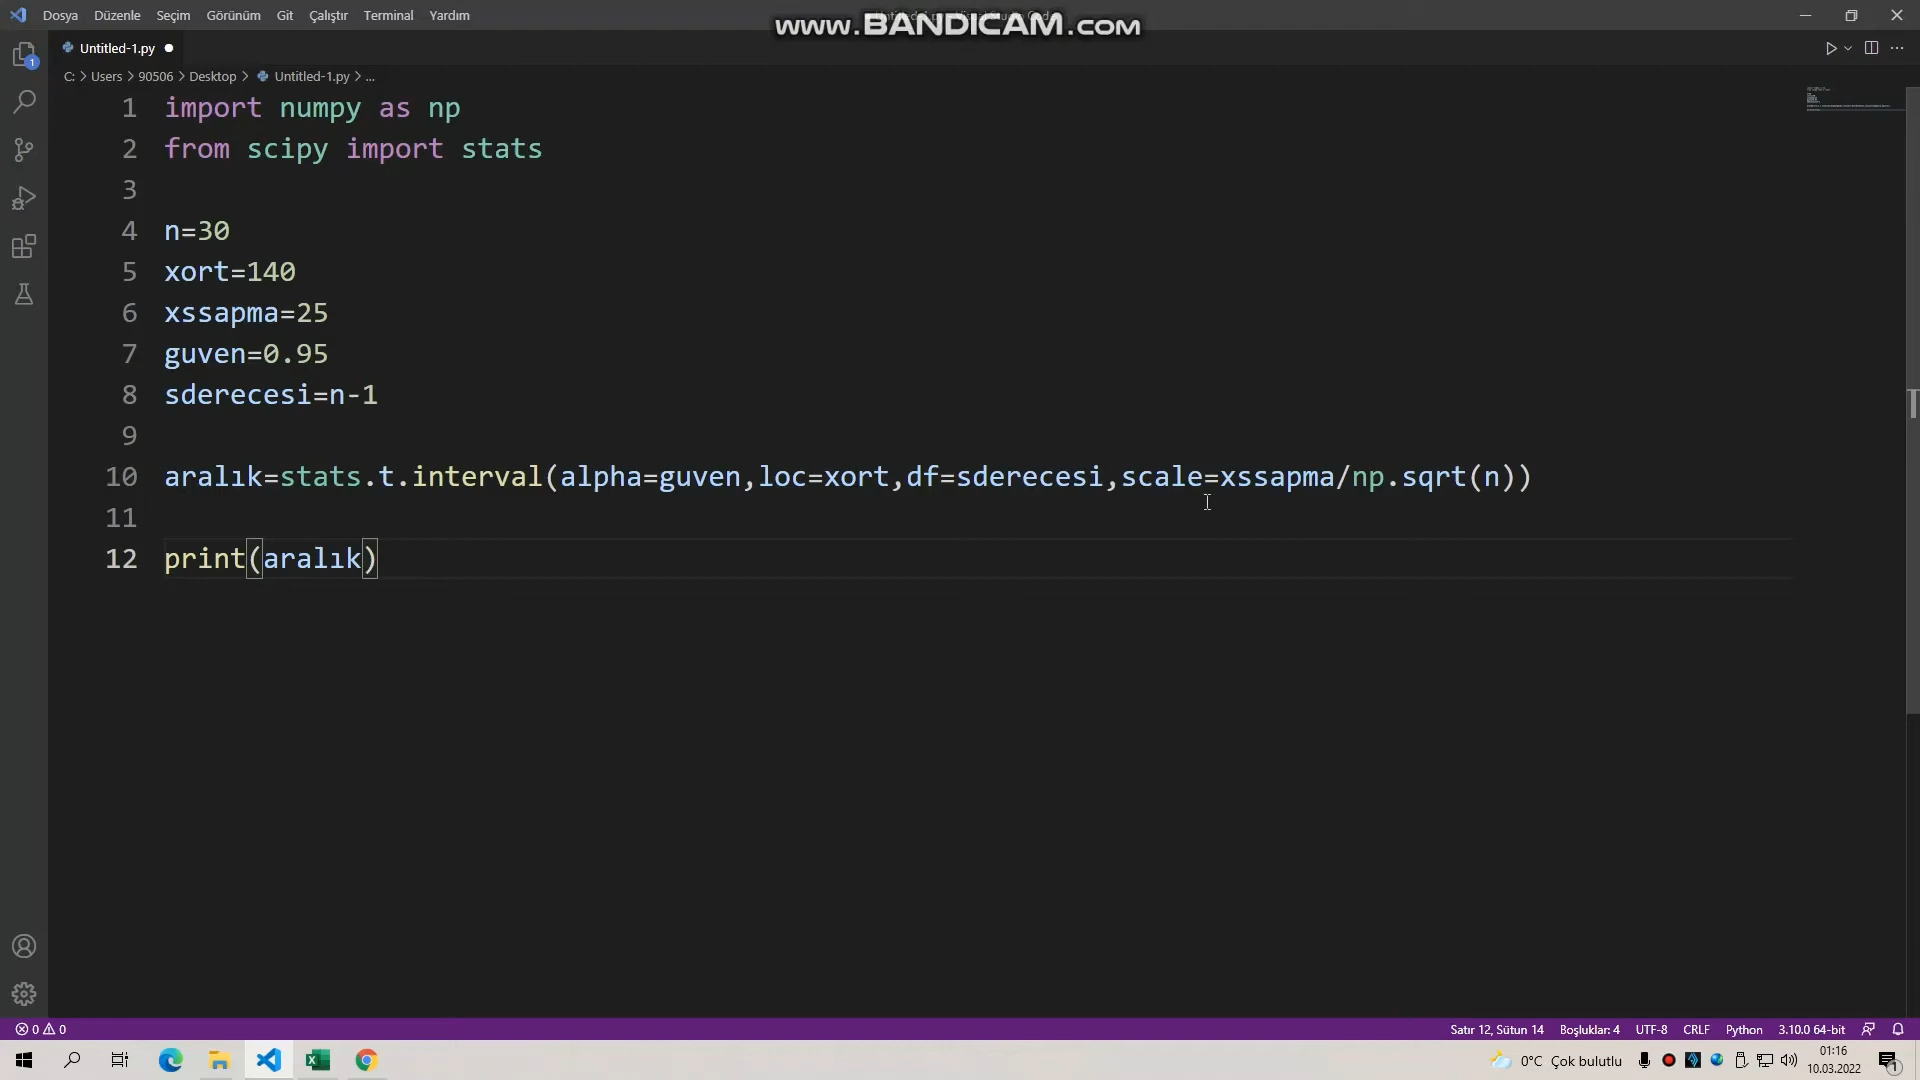 Dosya Düzenle Seçim Görünüm Git Çalıştır Terminal Yardım
www.BANDICAM.com
Untitled-1.py
C: > Users > 90506 > Desktop > Untitled-1.py > ...
1 import numpy as np
2 from scipy import stats
3
4 n=30
5 xort=140
6 xssapma=25
7 guven=0.95
8 sderecesi=n-1
9
10 aralık=stats.t.interval(alpha=guven,loc=xort,df=sderecesi,scale=xssapma/np.sqrt(n))
11
12 print(aralık)
1
0 0 Satır 12, Sütun 14 Boşluklar: 4 UTF-8 CRLF Python 3.10.0 64-bit
0°C Çok bulutlu
01:16
10.03.2022
1